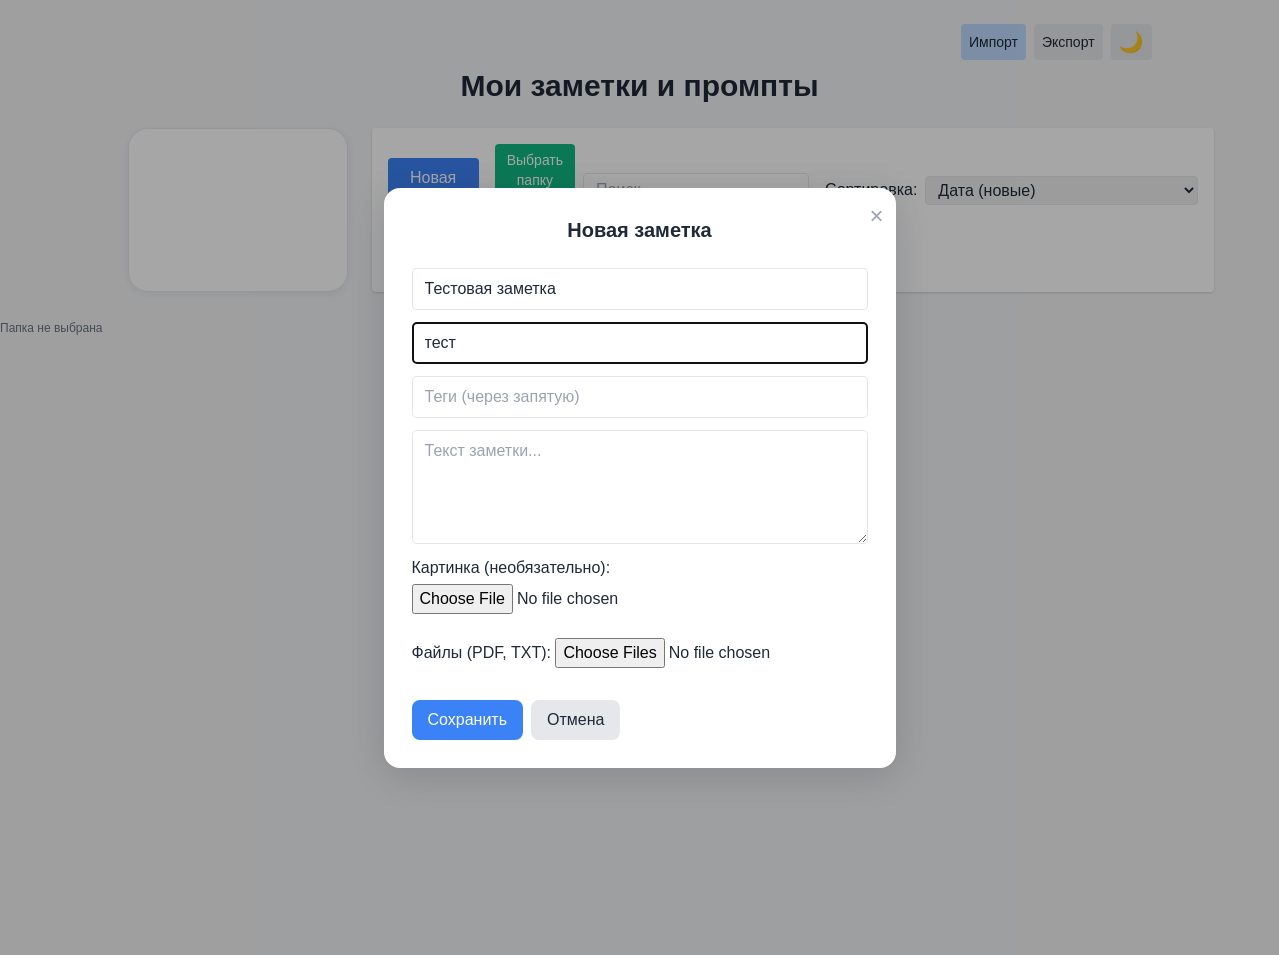 Импорт
Экспорт
Мои заметки и промпты
Новая
Выбрать
папку
Поиск...
Сортировка:
Дата (новые)
×
Новая заметка
Тестовая заметка
тест
Теги (через запятую)
Текст заметки...
Картинка (необязательно):
Choose File No file chosen
Файлы (PDF, TXT): Choose Files No file chosen
Сохранить
Отмена
Папка не выбрана